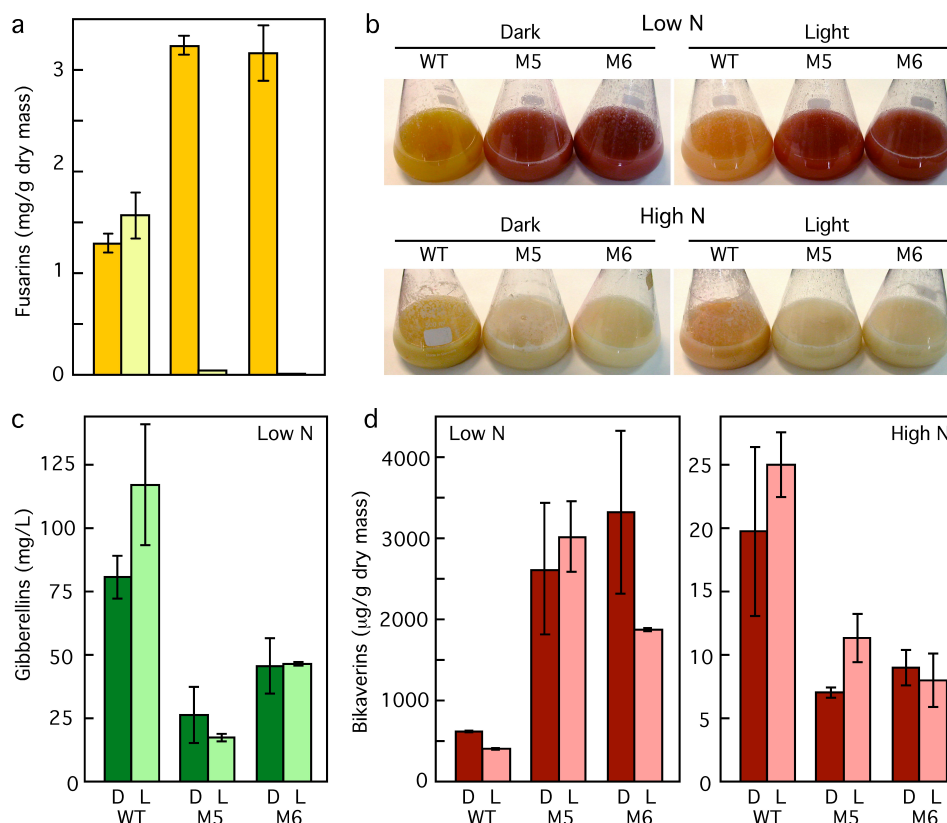 a
Fusarins (mg/g dry mass)
3
2
1
0
b
Low N
Dark
Light
WT M5 M6 WT M5 M6
High N
Dark
Light
WT M5 M6 WT M5 M6
c
Low N
Gibberellins (mg/L)
125
100
75
50
25
0
D L D L D L
WT M5 M6
d
Low N
Bikaverins (µg/g dry mass)
4000
3000
2000
1000
0
D L D L D L
WT M5 M6
High N
25
20
15
10
5
0
D L D L D L
WT M5 M6